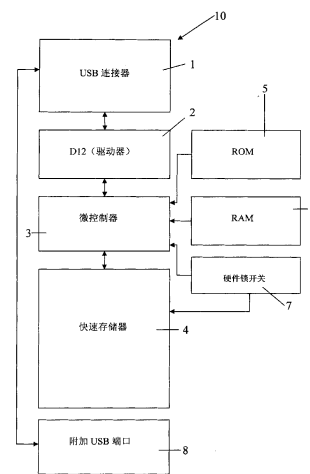 10
USB 连接器
1
2
5
D12（驱动器）
ROM
微控制器
3
RAM
硬件锁开关
7
快速存储器
4
附加 USB 端口
8